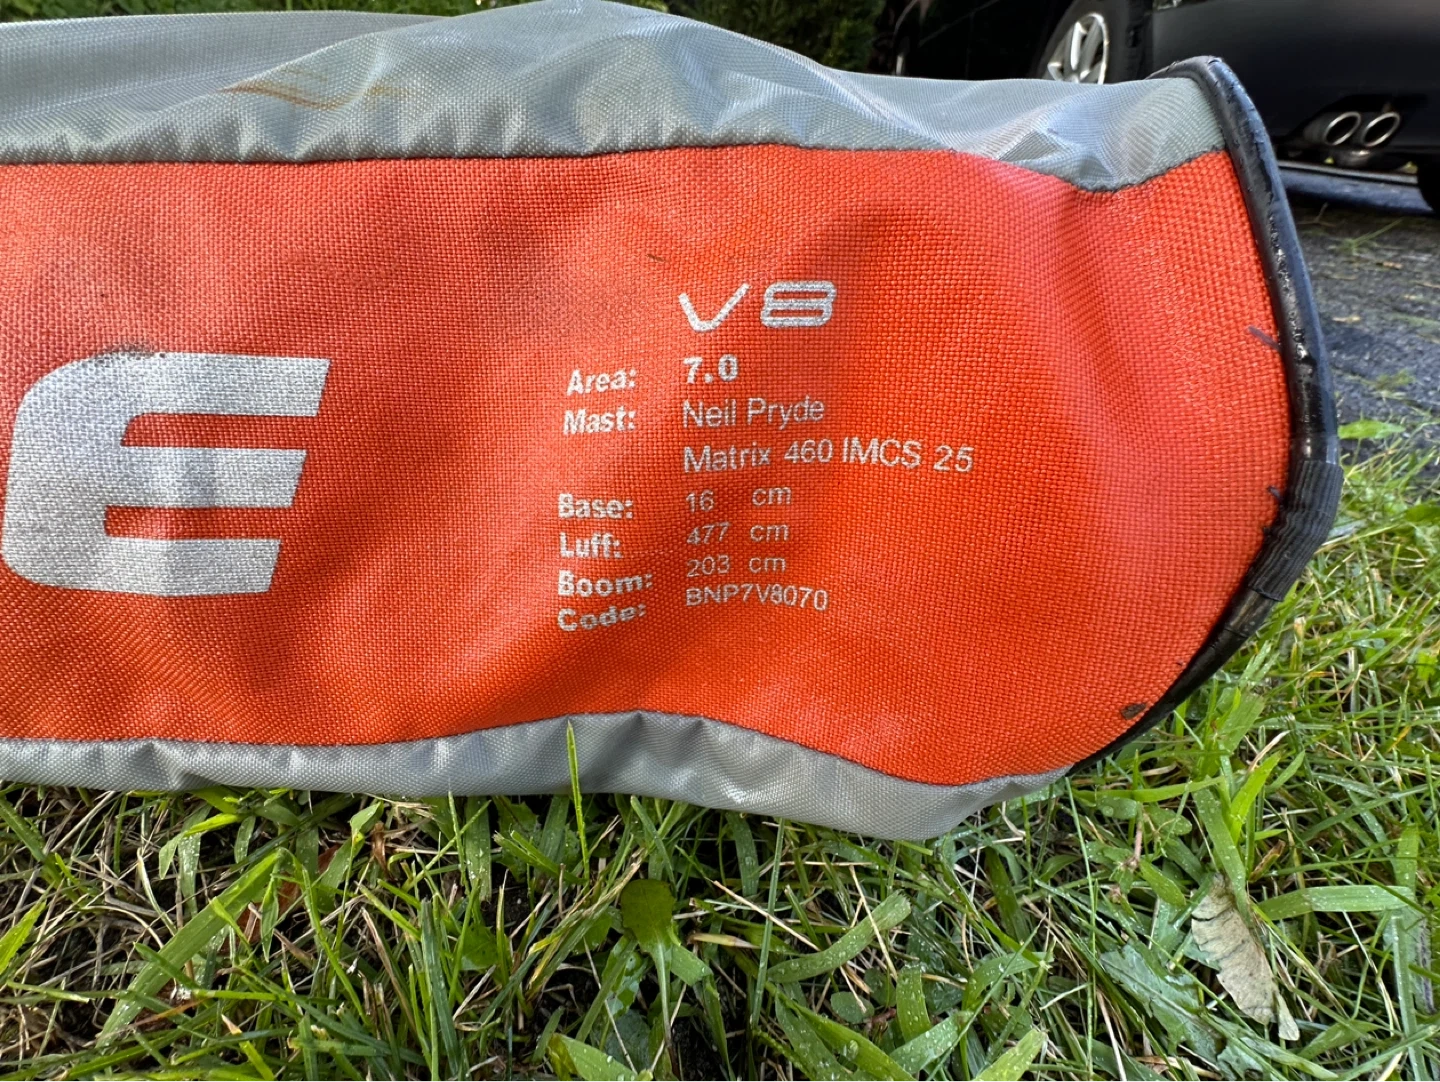 E
V8
Area: 7.0
Mast: Neil Pryde
Matrix 460 IMCS 25
Base: 16 cm
Luff: 477 cm
Boom: 203 cm
Code: BNP7V8070